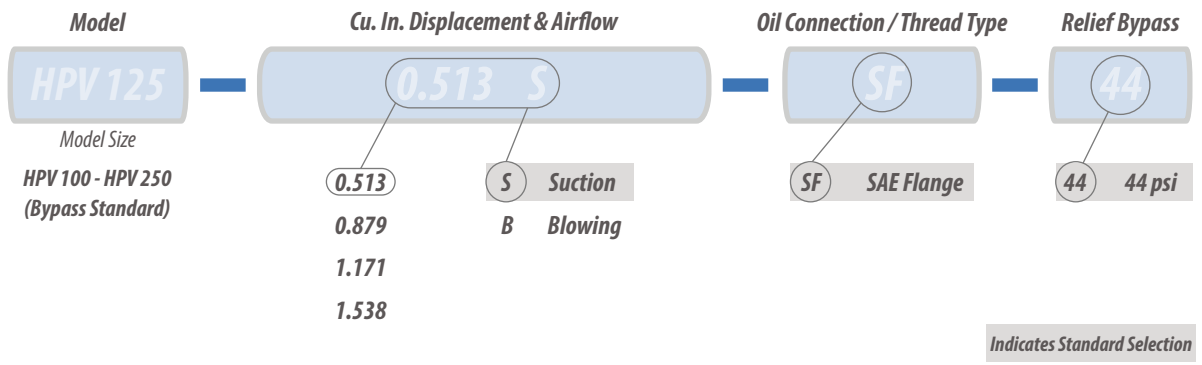 Model
Cu. In. Displacement & Airflow
Oil Connection / Thread Type
Relief Bypass
HPV 125
0.513 S
SF
44
Model Size
HPV 100 - HPV 250
(Bypass Standard)
0.513
S Suction
SF SAE Flange
44 44 psi
0.879
B Blowing
1.171
1.538
Indicates Standard Selection